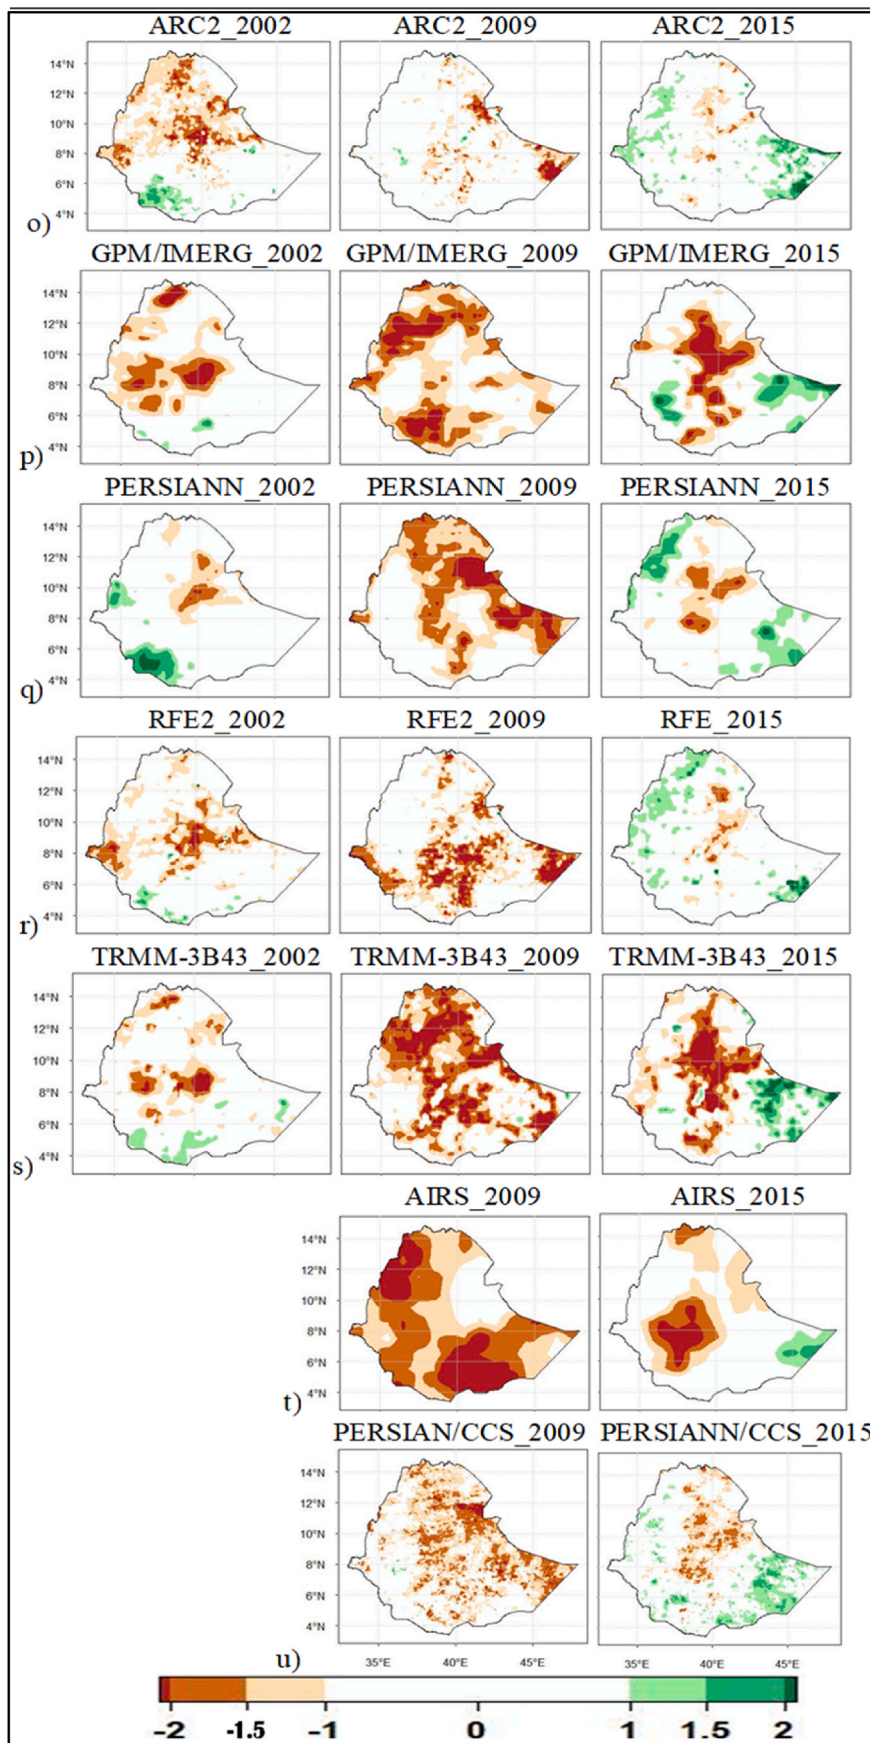 ARC2_2002 ARC2_2009 ARC2_2015
14°N
12°N
10°N
8°N
6°N
4°N
o)
GPM/IMERG_2002 GPM/IMERG_2009 GPM/IMERG_2015
14°N
12°N
10°N
8°N
6°N
4°N
p)
PERSIANN_2002 PERSIANN_2009 PERSIANN_2015
14°N
12°N
10°N
8°N
6°N
4°N
q)
RFE2_2002 RFE2_2009 RFE_2015
14°N
12°N
10°N
8°N
6°N
4°N
r)
TRMM-3B43_2002 TRMM-3B43_2009 TRMM-3B43_2015
14°N
12°N
10°N
8°N
6°N
4°N
s)
AIRS_2009 AIRS_2015
14°N
12°N
10°N
8°N
6°N
4°N
t)
PERSIAN/CCS_2009 PERSIANN/CCS_2015
14°N
12°N
10°N
8°N
6°N
4°N
u)
35°E 40°E 45°E 35°E 40°E 45°E
-2 -1.5 -1 0 1 1.5 2